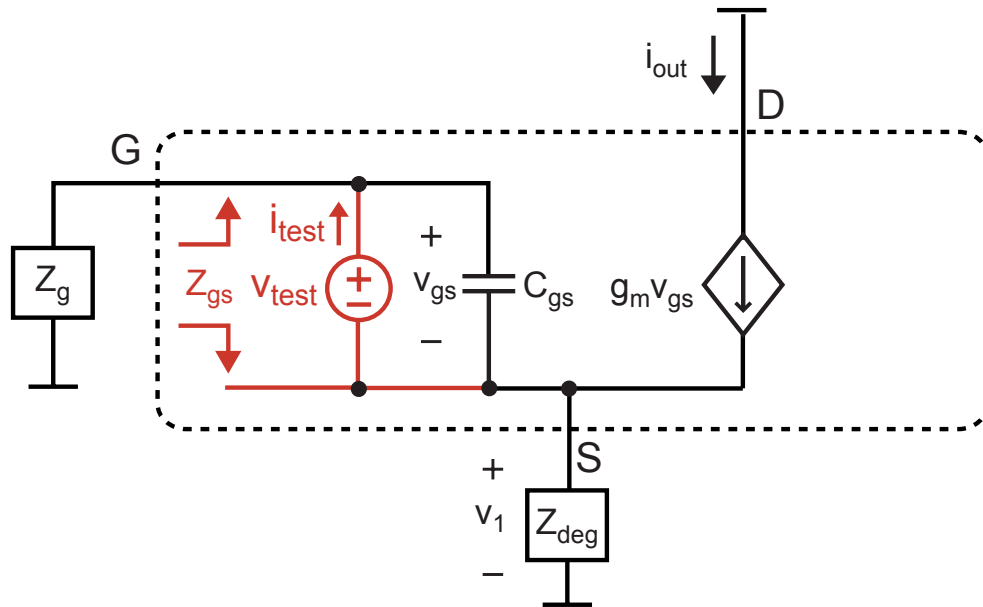 i_out
D
G
i_test
+
Z_g
Z_gs
v_test
+
−
v_gs
C_gs
g_m v_gs
−
S
+
v_1
Z_deg
−